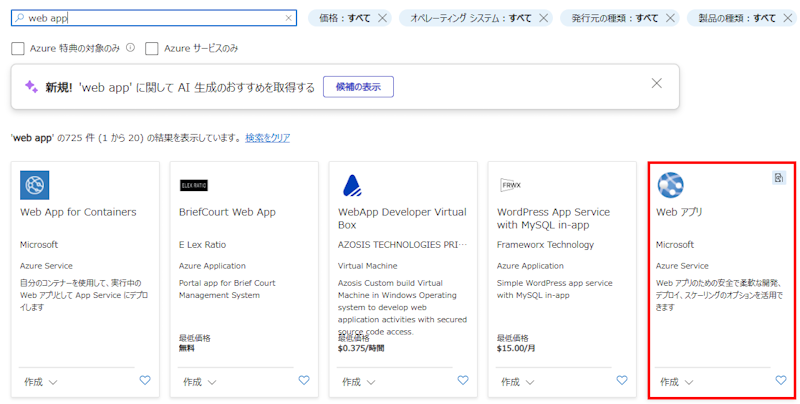 web app
価格 : すべて
オペレーティング システム : すべて
発行元の種類 : すべて
製品の種類 : すべて
Azure 特典の対象のみ
Azure サービスのみ
新規! 'web app' に関して AI 生成のおすすめを取得する
候補の表示
'web app' の725 件 (1 から 20) の結果を表示しています。 検索をクリア
Web App for Containers
Microsoft
Azure Service
自分のコンテナーを使用して、実行中の
Web アプリとして App Service にデプロ
イします
作成
ELEX RATIO
BriefCourt Web App
E Lex Ratio
Azure Application
Portal app for Brief Court
Management System
最低価格
無料
作成
WebApp Developer Virtual
Box
AZOSIS TECHNOLOGIES PRI···
Virtual Machine
Azosis Custom build Virtual
Machine in Windows Operating
system to develop web
application activities with secured
source code access.
最低価格
$0.375/時間
作成
FRWX
WordPress App Service
with MySQL in-app
Frameworx Technology
Azure Application
Simple WordPress app service
with MySQL in-app
最低価格
$15.00/月
作成
Web アプリ
Microsoft
Azure Service
Web アプリのための安全で柔軟な開発、
デプロイ、スケーリングのオプションを活用で
きます
作成